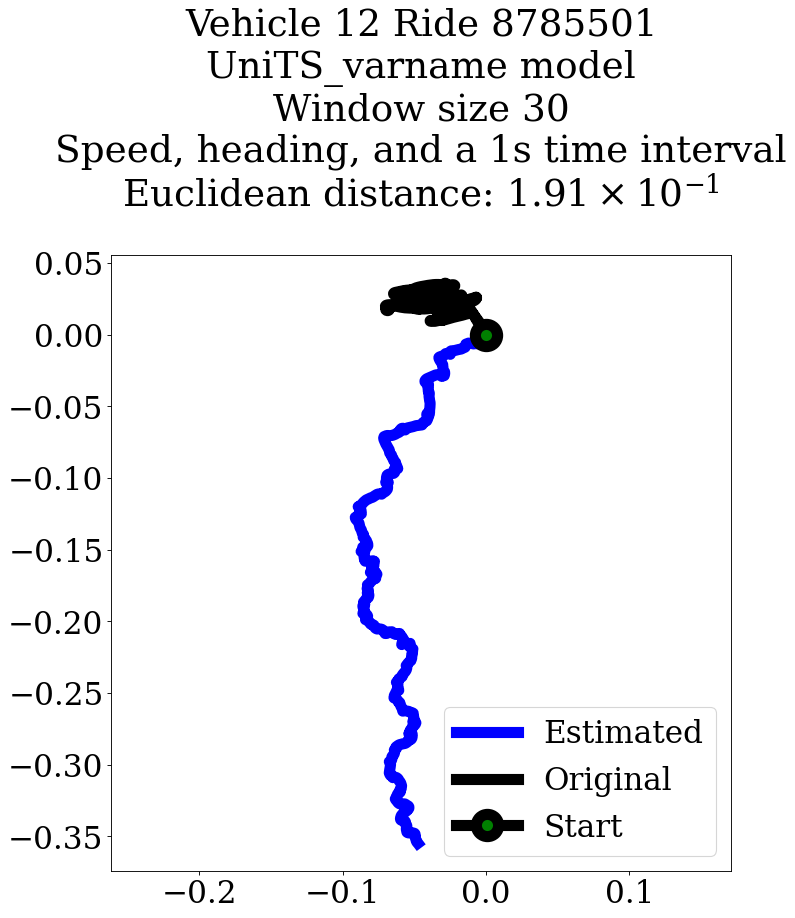 Vehicle 12 Ride 8785501
UniTS_varname model
Window size 30
Speed, heading, and a 1s time interval
Euclidean distance: 1.91 × 10⁻¹
0.05
0.00
−0.05
−0.10
−0.15
−0.20
−0.25
−0.30
−0.35
Estimated
Original
Start
−0.2
−0.1
0.0
0.1